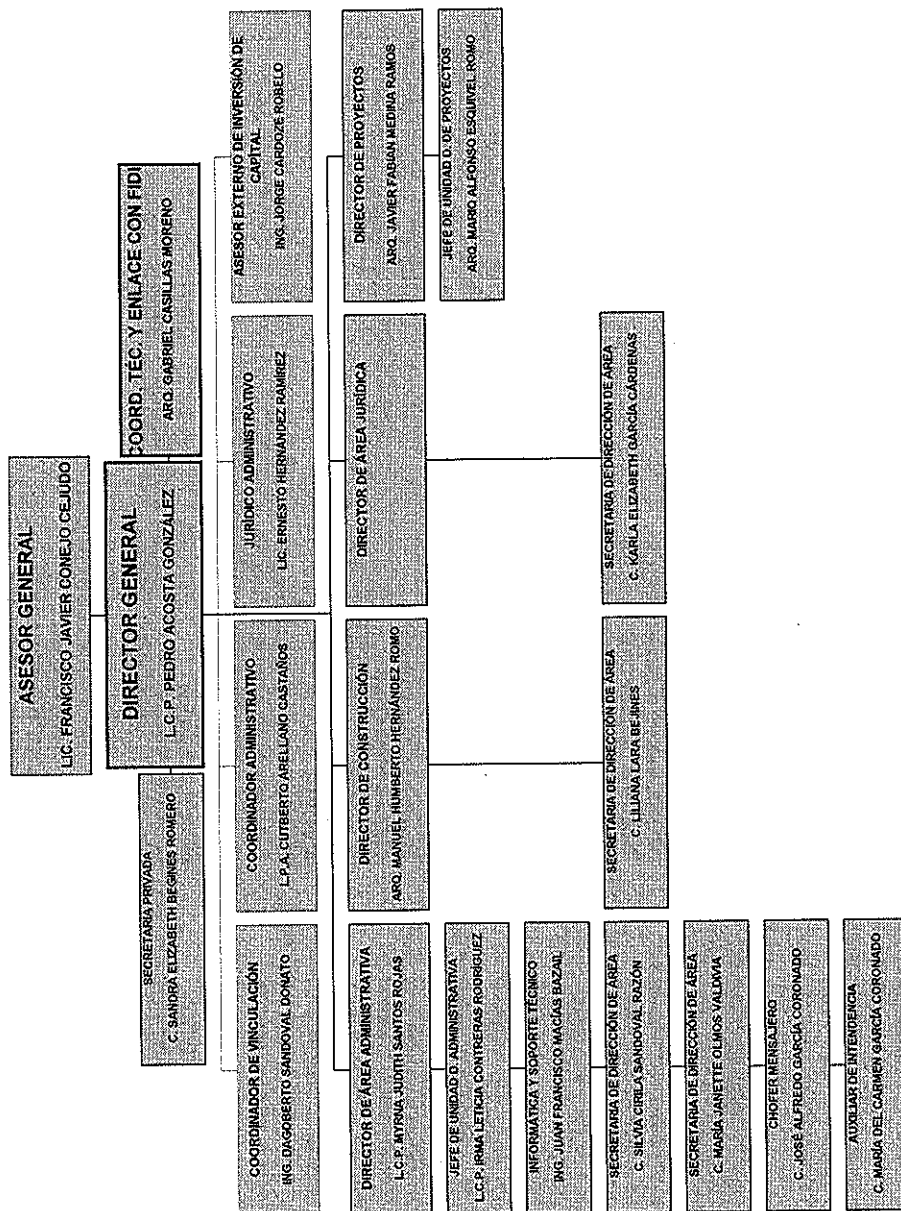 ASESOR GENERAL
LIC. FRANCISCO JAVIER CONEJO CEJUDO
DIRECTOR GENERAL
L.C.P. PEDRO ACOSTA GONZÁLEZ
SECRETARIA PRIVADA
C. SANDRA ELIZABETH BEGINES ROMERO
COORD. TÉC. Y ENLACE CON FIDI
ARQ. GABRIEL CASILLAS MORENO
COORDINADOR DE VINCULACIÓN
ING. DAGOBERTO SANDOVAL DONATO
COORDINADOR ADMINISTRATIVO
L.P.A. CUTBERTO ARELLANO CASTAÑOS
JURÍDICO ADMINISTRATIVO
LIC. ERNESTO HERNÁNDEZ RAMÍREZ
ASESOR EXTERNO DE INVERSIÓN DE
CAPITAL
ING. JORGE CARDOZE ROBELO
DIRECTOR DE ÁREA ADMINISTRATIVA
L.C.P. MYRNA JUDITH SANTOS ROJAS
DIRECTOR DE CONSTRUCCIÓN
ARQ. MANUEL HUMBERTO HERNÁNDEZ ROMO
DIRECTOR DE ÁREA JURÍDICA
DIRECTOR DE PROYECTOS
ARQ. JAVIER FABIÁN MEDINA RAMOS
JEFE DE UNIDAD D. ADMINISTRATIVA
L.C.P. IRMA LETICIA CONTRERAS RODRÍGUEZ
JEFE DE UNIDAD D. DE PROYECTOS
ARQ. MARIO ALFONSO ESQUIVEL ROMO
INFORMÁTICA Y SOPORTE TÉCNICO
ING. JUAN FRANCISCO MACÍAS BAZAIL
SECRETARIA DE DIRECCIÓN DE ÁREA
C. SILVIA CIRILA SANDOVAL RAZÓN
SECRETARIA DE DIRECCIÓN DE ÁREA
C. LILIANA LARA BEJINES
SECRETARIA DE DIRECCIÓN DE ÁREA
C. KARLA ELIZABETH GARCÍA CÁRDENAS
SECRETARIA DE DIRECCIÓN DE ÁREA
C. MARÍA JANETTE OLMOS VALDAVIA
CHOFER MENSAJERO
C. JOSÉ ALFREDO GARCÍA CORONADO
AUXILIAR DE INTENDENCIA
C. MARÍA DEL CARMEN GARCÍA CORONADO